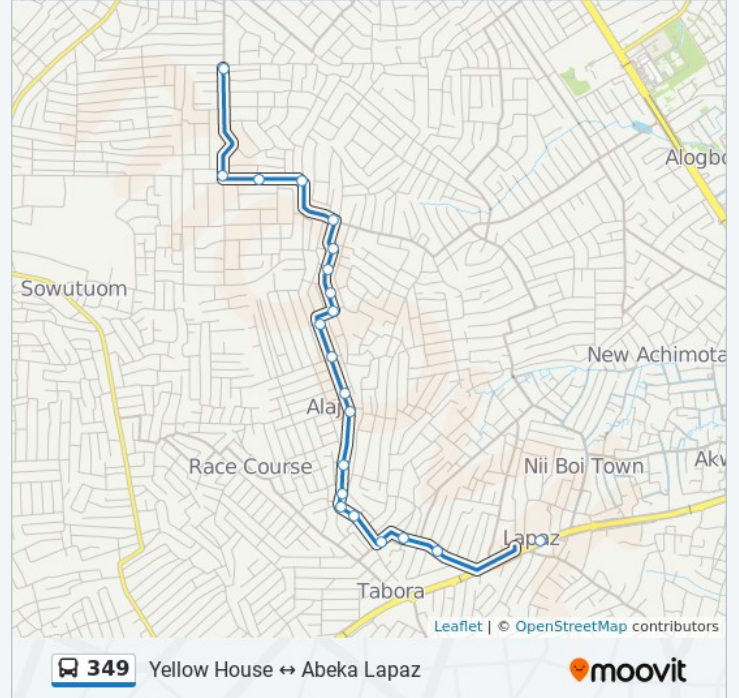 Alogbo
Sowutuom
New Achimota
Alaj
Race Course
Nii Boi Town
Akw
Lapaz
Tabora
Leaflet | © OpenStreetMap contributors
349 Yellow House ↔ Abeka Lapaz
moovit